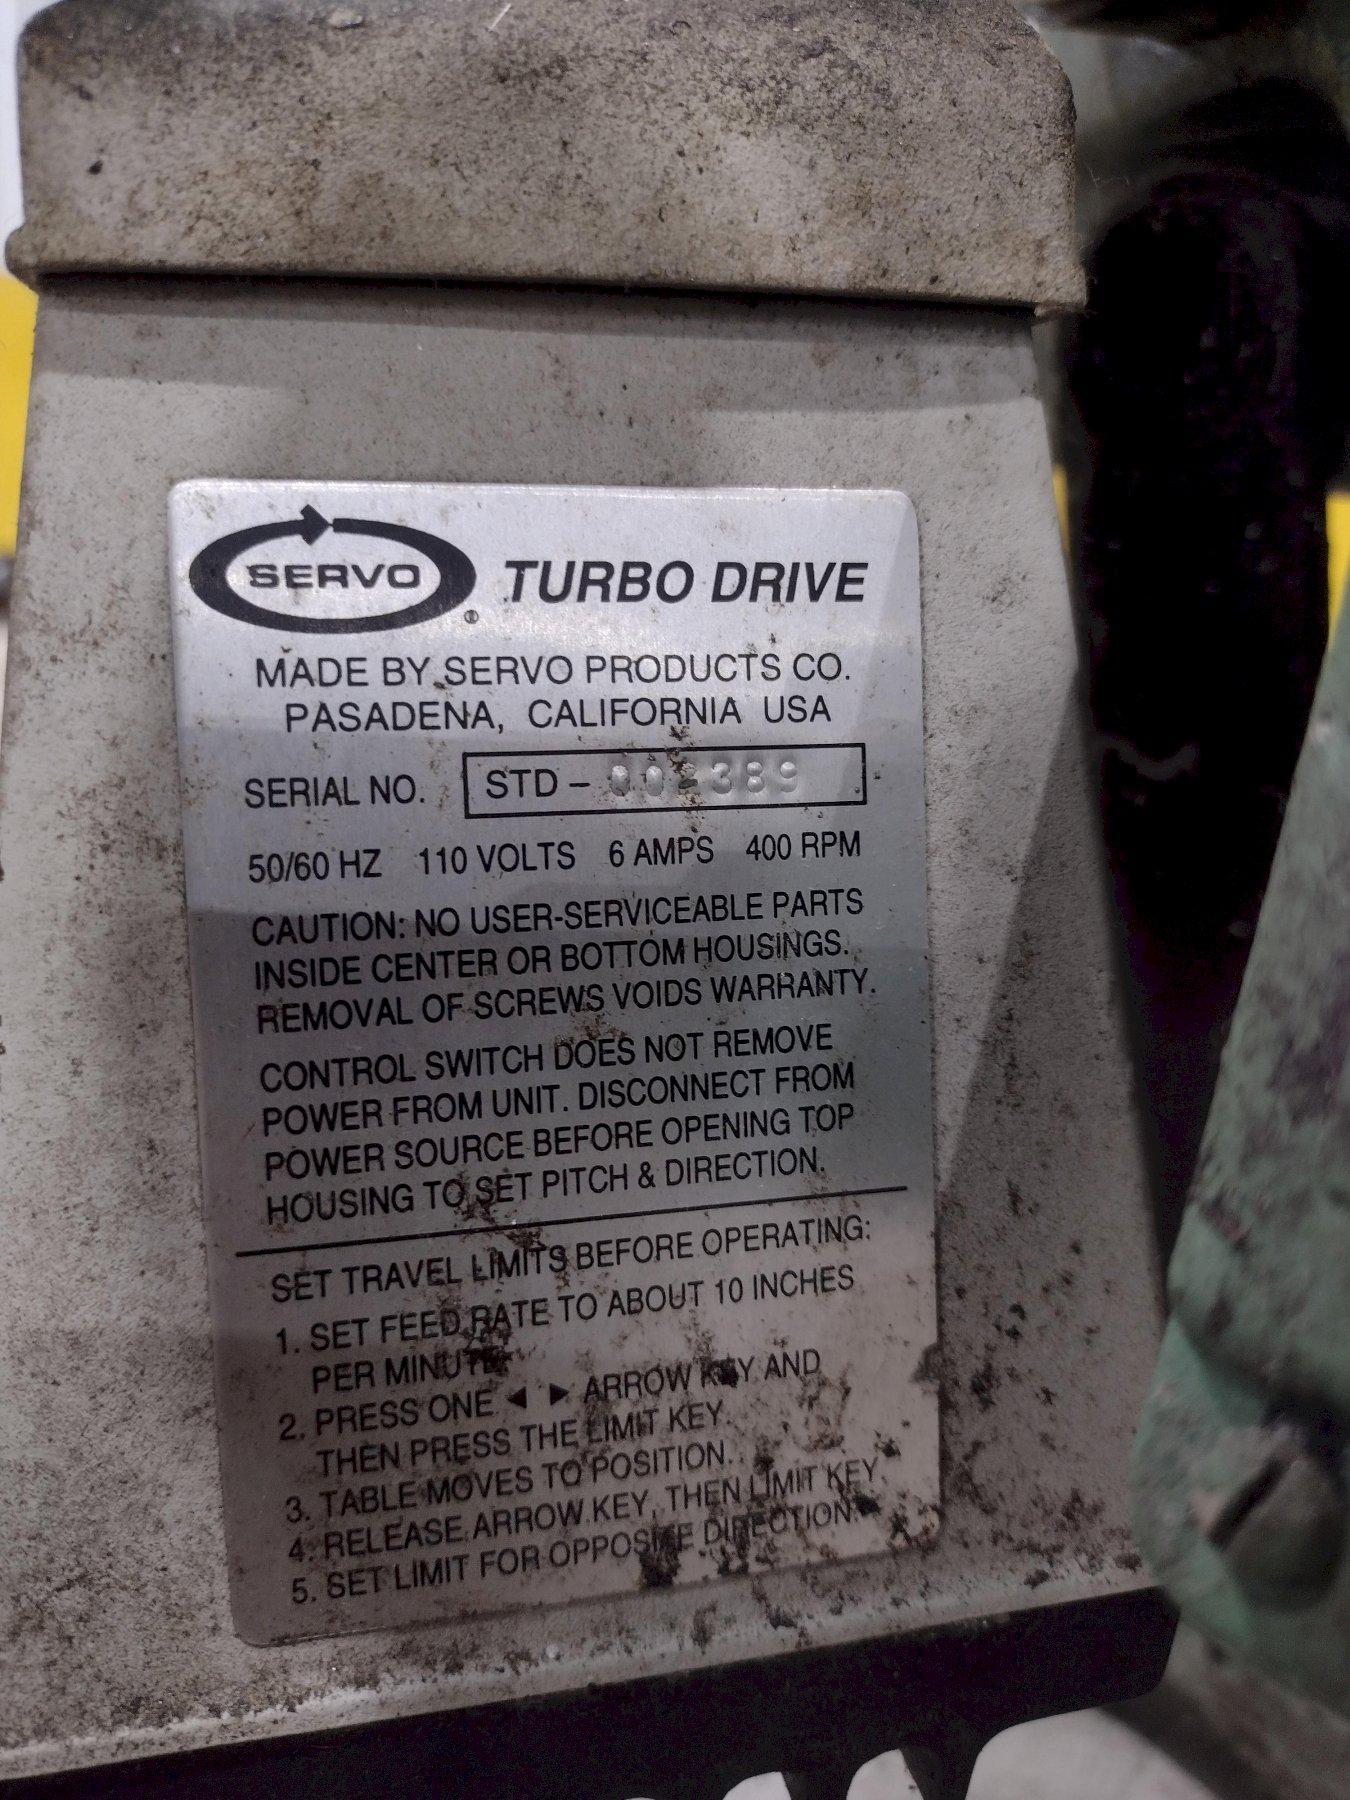 SERVO ® TURBO DRIVE
MADE BY SERVO PRODUCTS CO.
PASADENA, CALIFORNIA USA
SERIAL NO. STD – 002389
50/60 HZ 110 VOLTS 6 AMPS 400 RPM
CAUTION: NO USER-SERVICEABLE PARTS
INSIDE CENTER OR BOTTOM HOUSINGS.
REMOVAL OF SCREWS VOIDS WARRANTY.
CONTROL SWITCH DOES NOT REMOVE
POWER FROM UNIT. DISCONNECT FROM
POWER SOURCE BEFORE OPENING TOP
HOUSING TO SET PITCH & DIRECTION.
SET TRAVEL LIMITS BEFORE OPERATING:
1. SET FEED RATE TO ABOUT 10 INCHES
PER MINUTE
2. PRESS ONE ◄ ► ARROW KEY AND
THEN PRESS THE LIMIT KEY.
3. TABLE MOVES TO POSITION.
4. RELEASE ARROW KEY, THEN LIMIT KEY.
5. SET LIMIT FOR OPPOSITE DIRECTION.